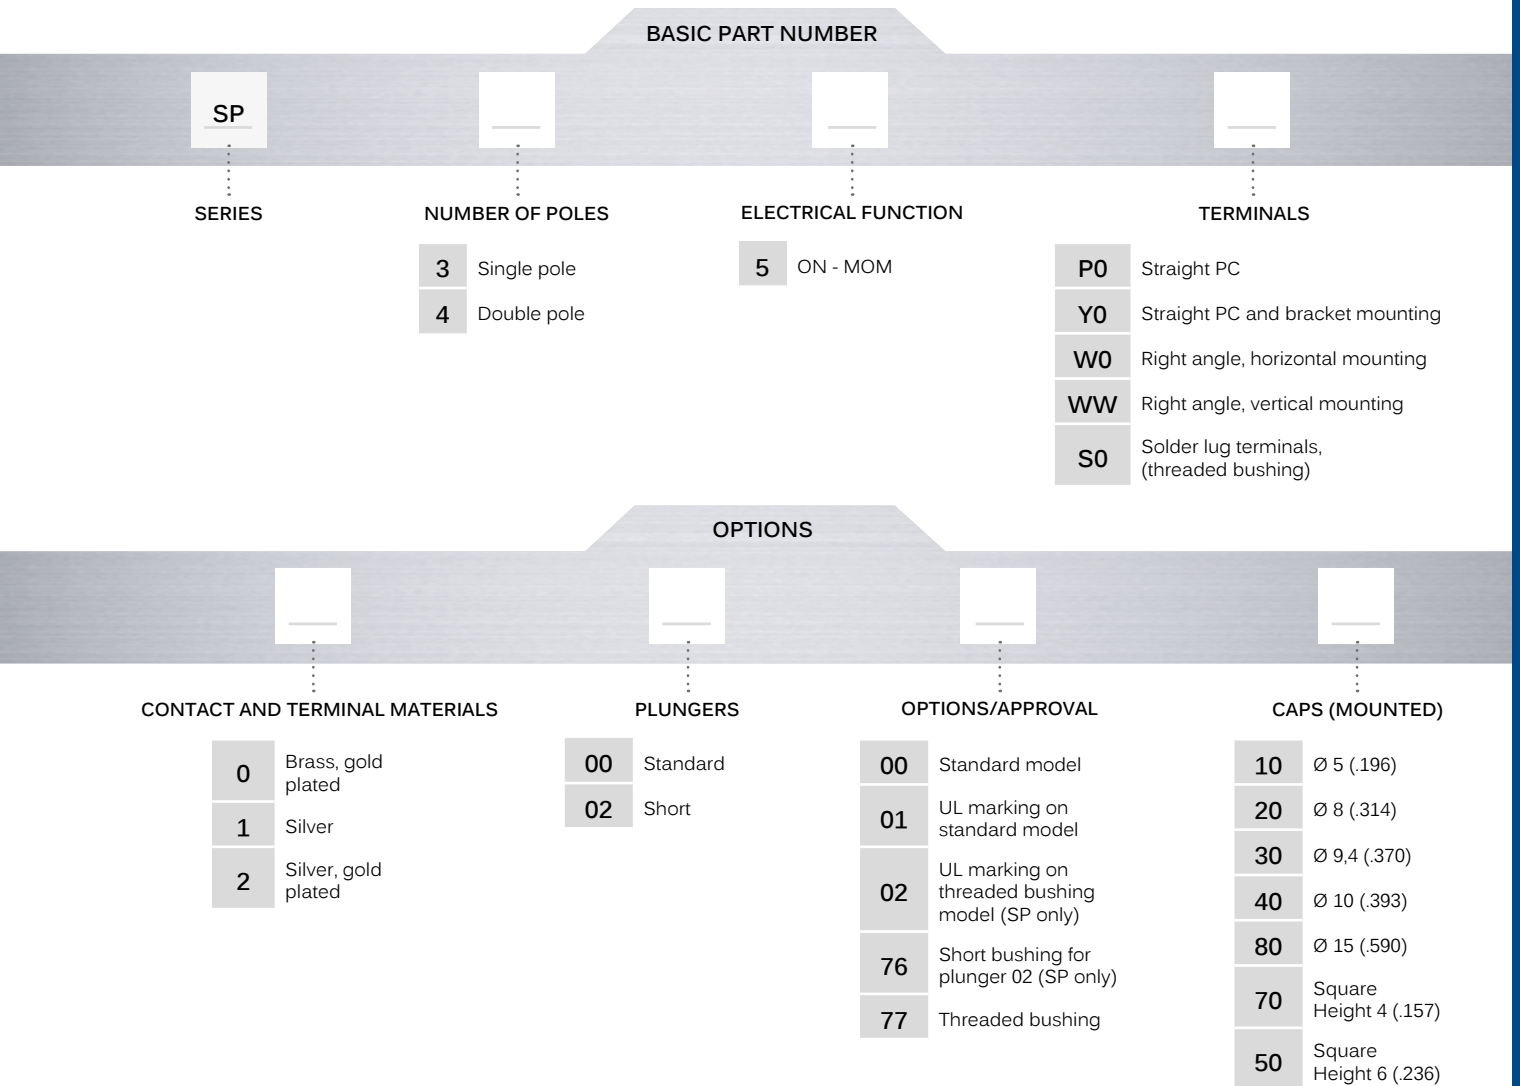 BASIC PART NUMBER
SP
SERIES
NUMBER OF POLES
3 Single pole
4 Double pole
ELECTRICAL FUNCTION
5 ON - MOM
TERMINALS
P0 Straight PC
Y0 Straight PC and bracket mounting
W0 Right angle, horizontal mounting
WW Right angle, vertical mounting
S0 Solder lug terminals,
(threaded bushing)
OPTIONS
CONTACT AND TERMINAL MATERIALS
0 Brass, gold
plated
1 Silver
2 Silver, gold
plated
PLUNGERS
00 Standard
02 Short
OPTIONS/APPROVAL
00 Standard model
01 UL marking on
standard model
02 UL marking on
threaded bushing
model (SP only)
76 Short bushing for
plunger 02 (SP only)
77 Threaded bushing
CAPS (MOUNTED)
10 Ø 5 (.196)
20 Ø 8 (.314)
30 Ø 9,4 (.370)
40 Ø 10 (.393)
80 Ø 15 (.590)
70 Square
Height 4 (.157)
50 Square
Height 6 (.236)